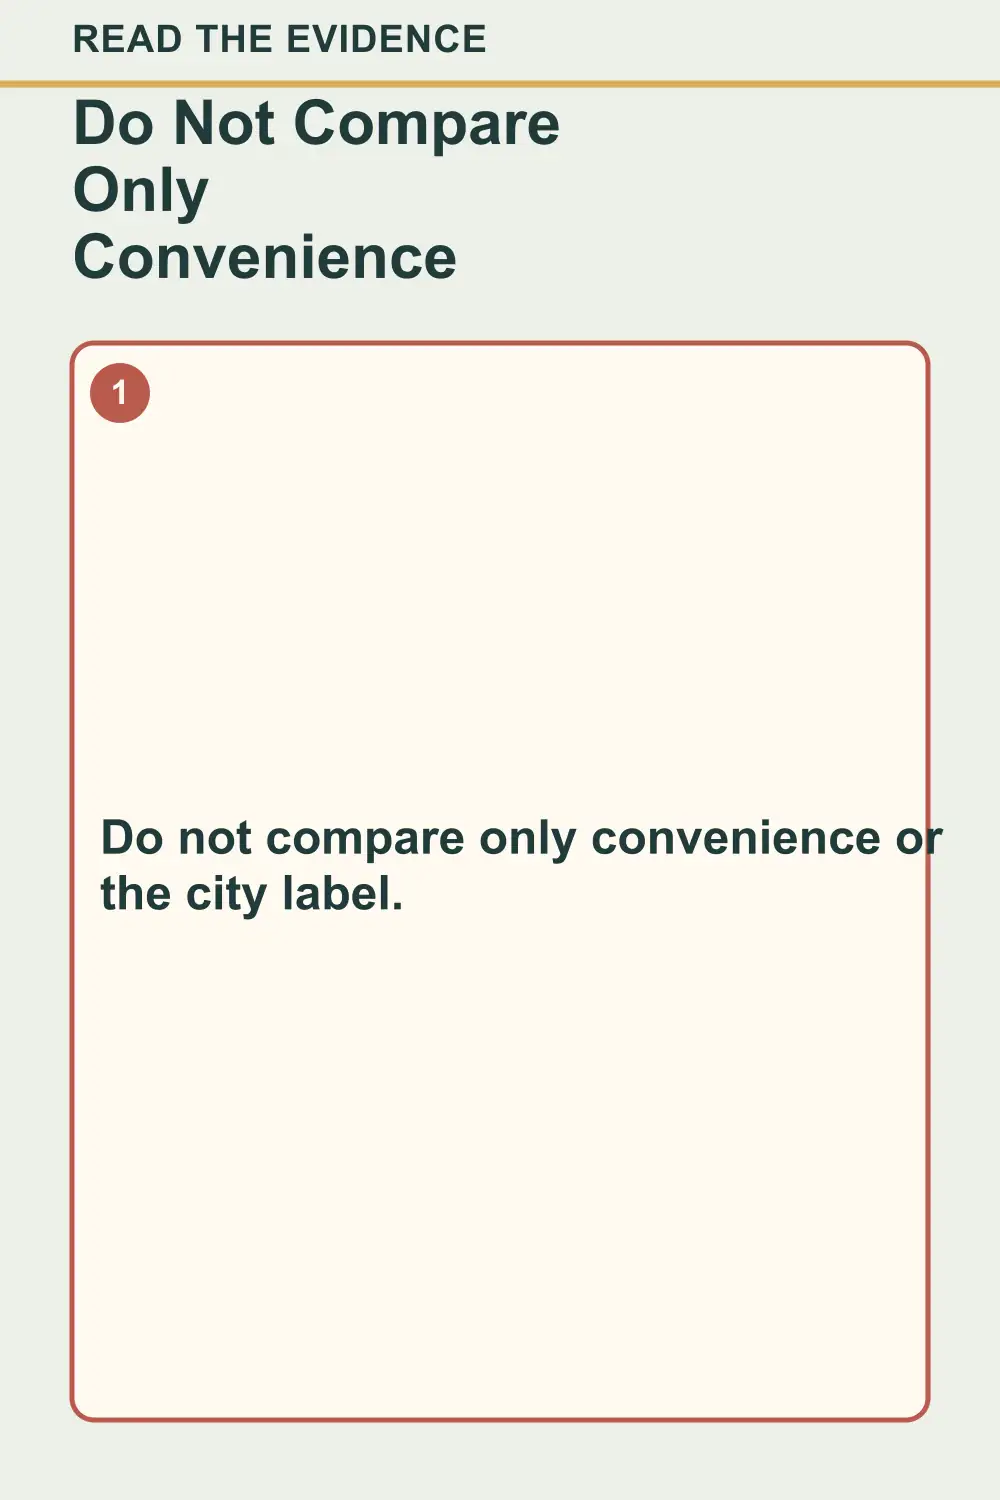 READ THE EVIDENCE
Do Not Compare
Only
Convenience
1
Do not compare only convenience or
the city label.